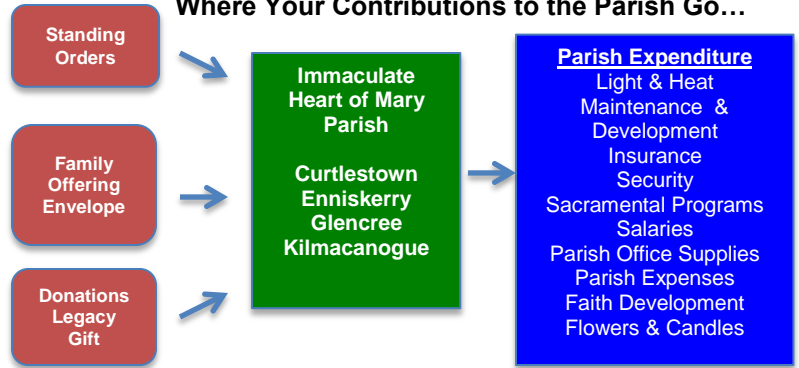 Where Your Contributions to the Parish Go…
Standing
Orders
Family
Offering
Envelope
Donations
Legacy
Gift
Immaculate
Heart of Mary
Parish
Curtlestown
Enniskerry
Glencree
Kilmacanogue
Parish Expenditure
Light & Heat
Maintenance &
Development
Insurance
Security
Sacramental Programs
Salaries
Parish Office Supplies
Parish Expenses
Faith Development
Flowers & Candles